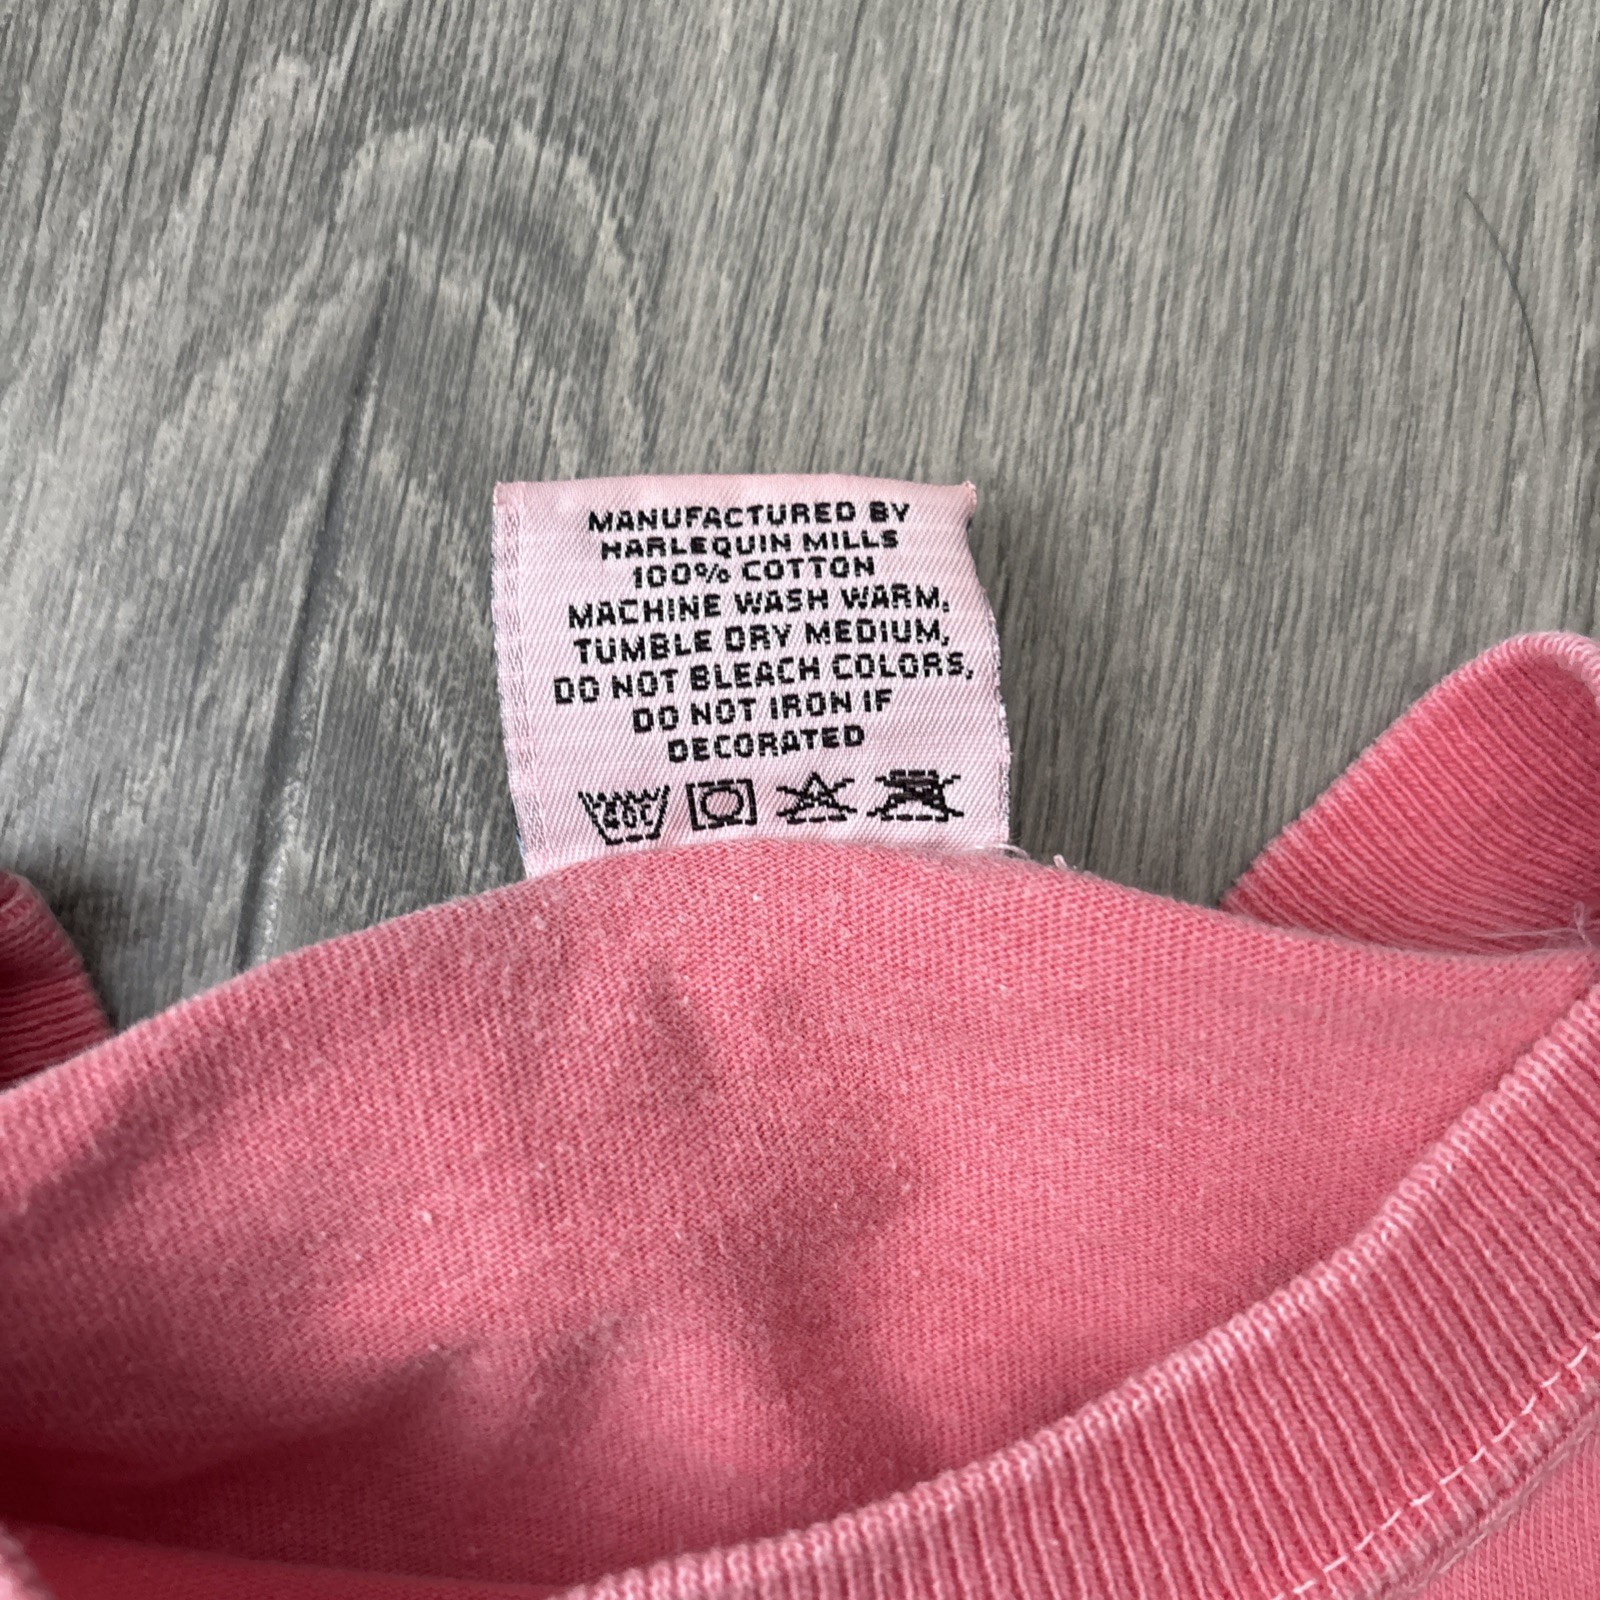 MANUFACTURED BY
HARLEQUIN MILLS
100% COTTON
MACHINE WASH WARM,
TUMBLE DRY MEDIUM,
DO NOT BLEACH COLORS,
DO NOT IRON IF
DECORATED
40C